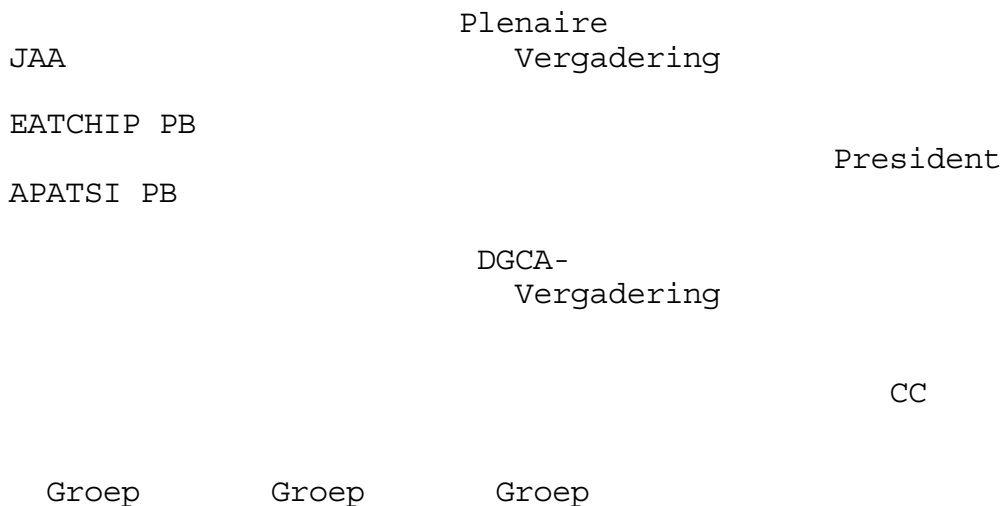 Plenaire
JAA Vergadering
EATCHIP PB
President
APATSI PB
DGCA-
Vergadering
CC
Groep Groep Groep